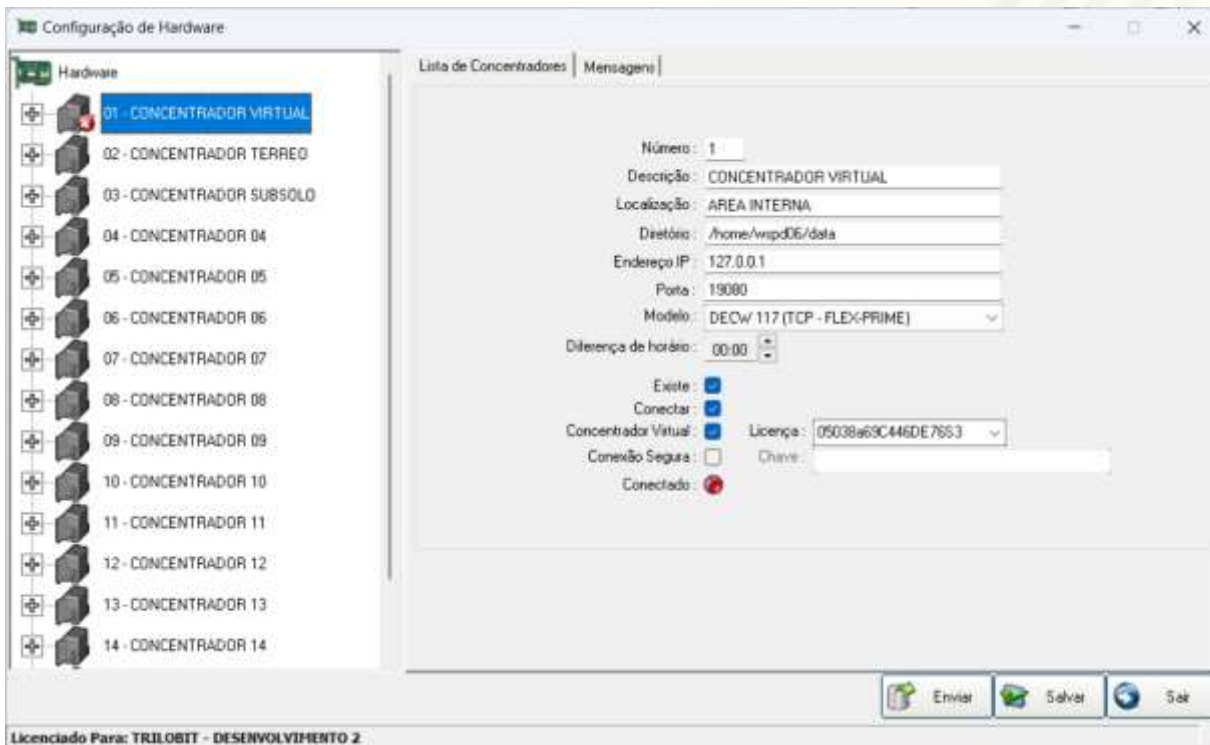 Configuração de Hardware
Hardware
01 - CONCENTRADOR VIRTUAL
02 - CONCENTRADOR TERREO
03 - CONCENTRADOR SUBSOLO
04 - CONCENTRADOR 04
05 - CONCENTRADOR 05
06 - CONCENTRADOR 06
07 - CONCENTRADOR 07
08 - CONCENTRADOR 08
09 - CONCENTRADOR 09
10 - CONCENTRADOR 10
11 - CONCENTRADOR 11
12 - CONCENTRADOR 12
13 - CONCENTRADOR 13
14 - CONCENTRADOR 14
Lista de Concentradores Mensagens
Número: 1
Descrição: CONCENTRADOR VIRTUAL
Localização: AREA INTERNA
Diretório: /home/wspd06/data
Endereço IP: 127.0.0.1
Porta: 19080
Modelo: DECW 117 (TCP - FLEX-PRIME)
Diferença de horário: 00:00
Existe:
Conectar:
Concentrador Virtual: Licença: 05038a69C446DE76S3
Conexão Segura: Chave:
Conectado:
Enviar Salvar Sair
Licenciado Para: TRILOBIT - DESENVOLVIMENTO 2